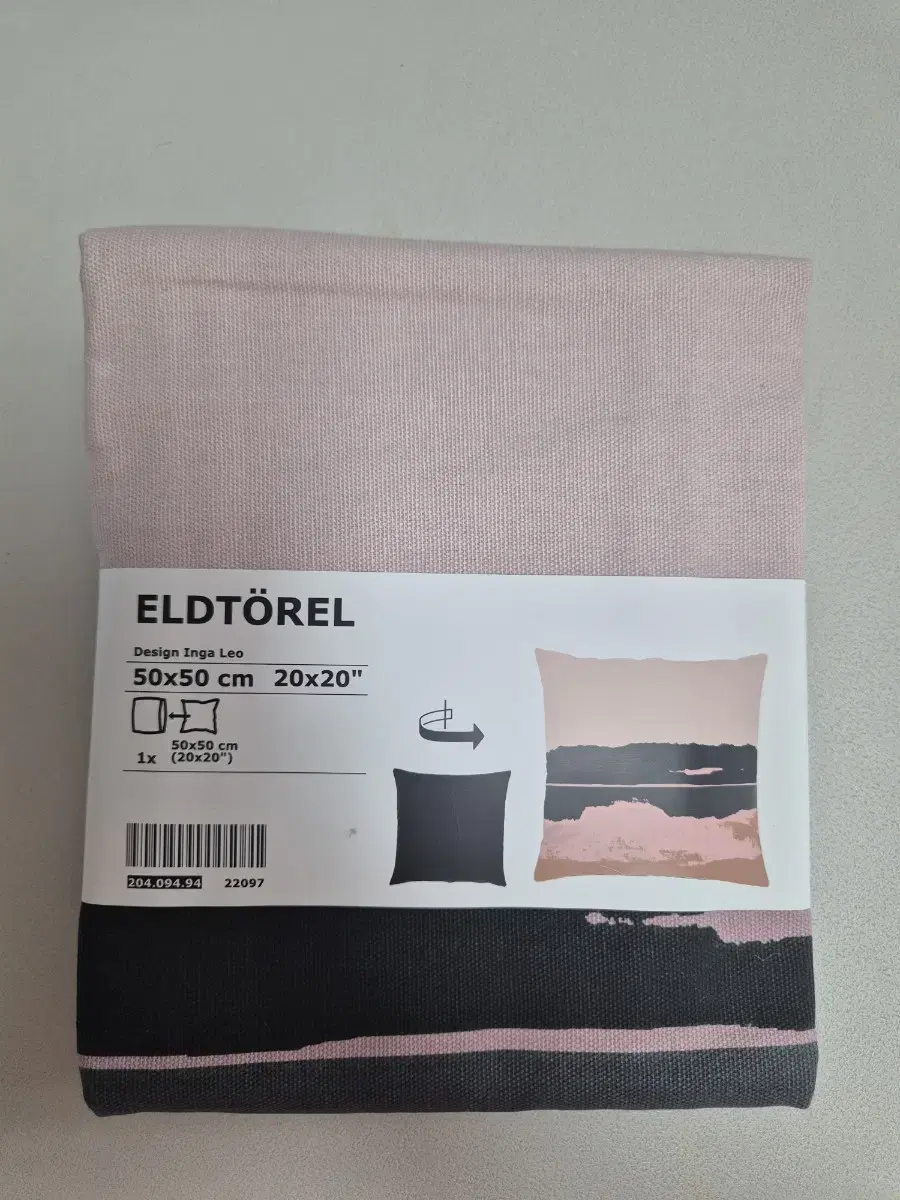 ELDTÖREL
Design Inga Leo
50x50 cm 20x20"
1x 50x50 cm
(20x20")
204.094.94 22097